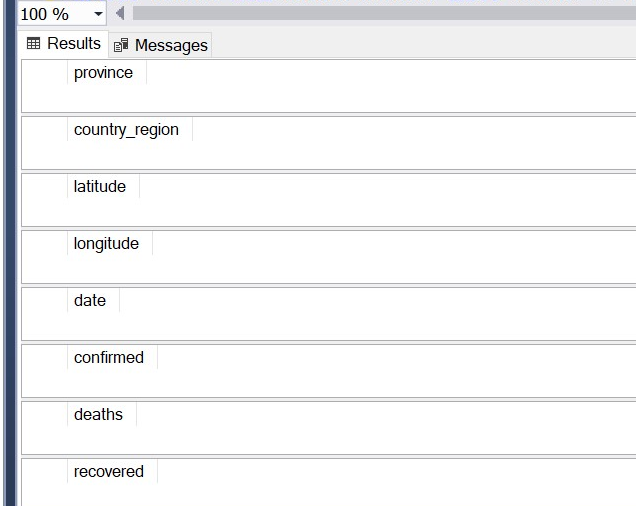 100 %
Results Messages
province
country_region
latitude
longitude
date
confirmed
deaths
recovered